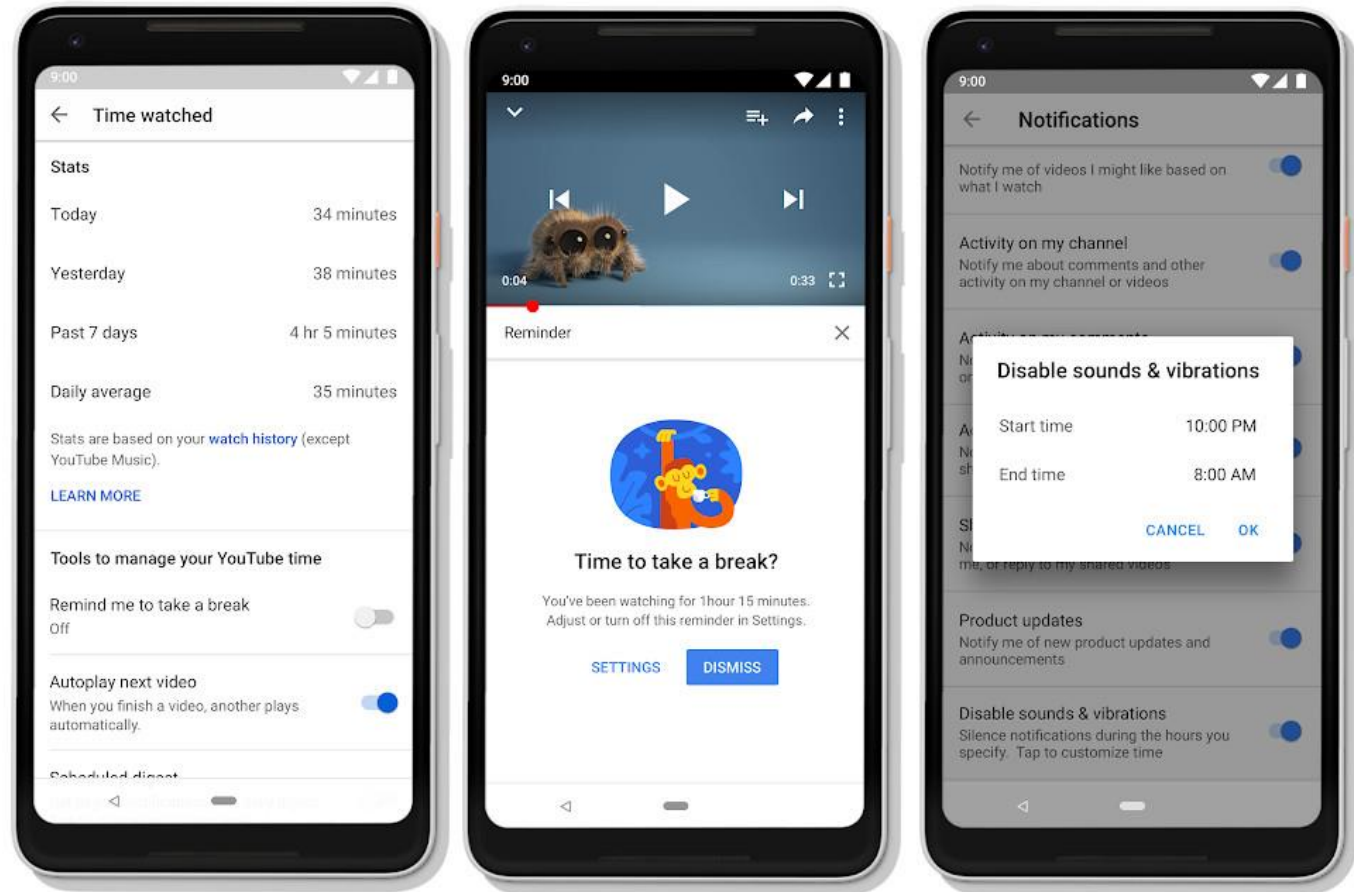 9:00
Time watched
Stats
Today 34 minutes
Yesterday 38 minutes
Past 7 days 4 hr 5 minutes
Daily average 35 minutes
Stats are based on your watch history (except
YouTube Music).
LEARN MORE
Tools to manage your YouTube time
Remind me to take a break
Off
Autoplay next video
When you finish a video, another plays
automatically.
Scheduled digest
9:00
0:04 0:33
Reminder
Time to take a break?
You've been watching for 1hour 15 minutes.
Adjust or turn off this reminder in Settings.
SETTINGS DISMISS
9:00
Notifications
Notify me of videos I might like based on
what I watch
Activity on my channel
Notify me about comments and other
activity on my channel or videos
Activity on my comments
Disable sounds & vibrations
Start time 10:00 PM
End time 8:00 AM
CANCEL OK
me, or reply to my shared videos
Product updates
Notify me of new product updates and
announcements
Disable sounds & vibrations
Silence notifications during the hours you
specify. Tap to customize time